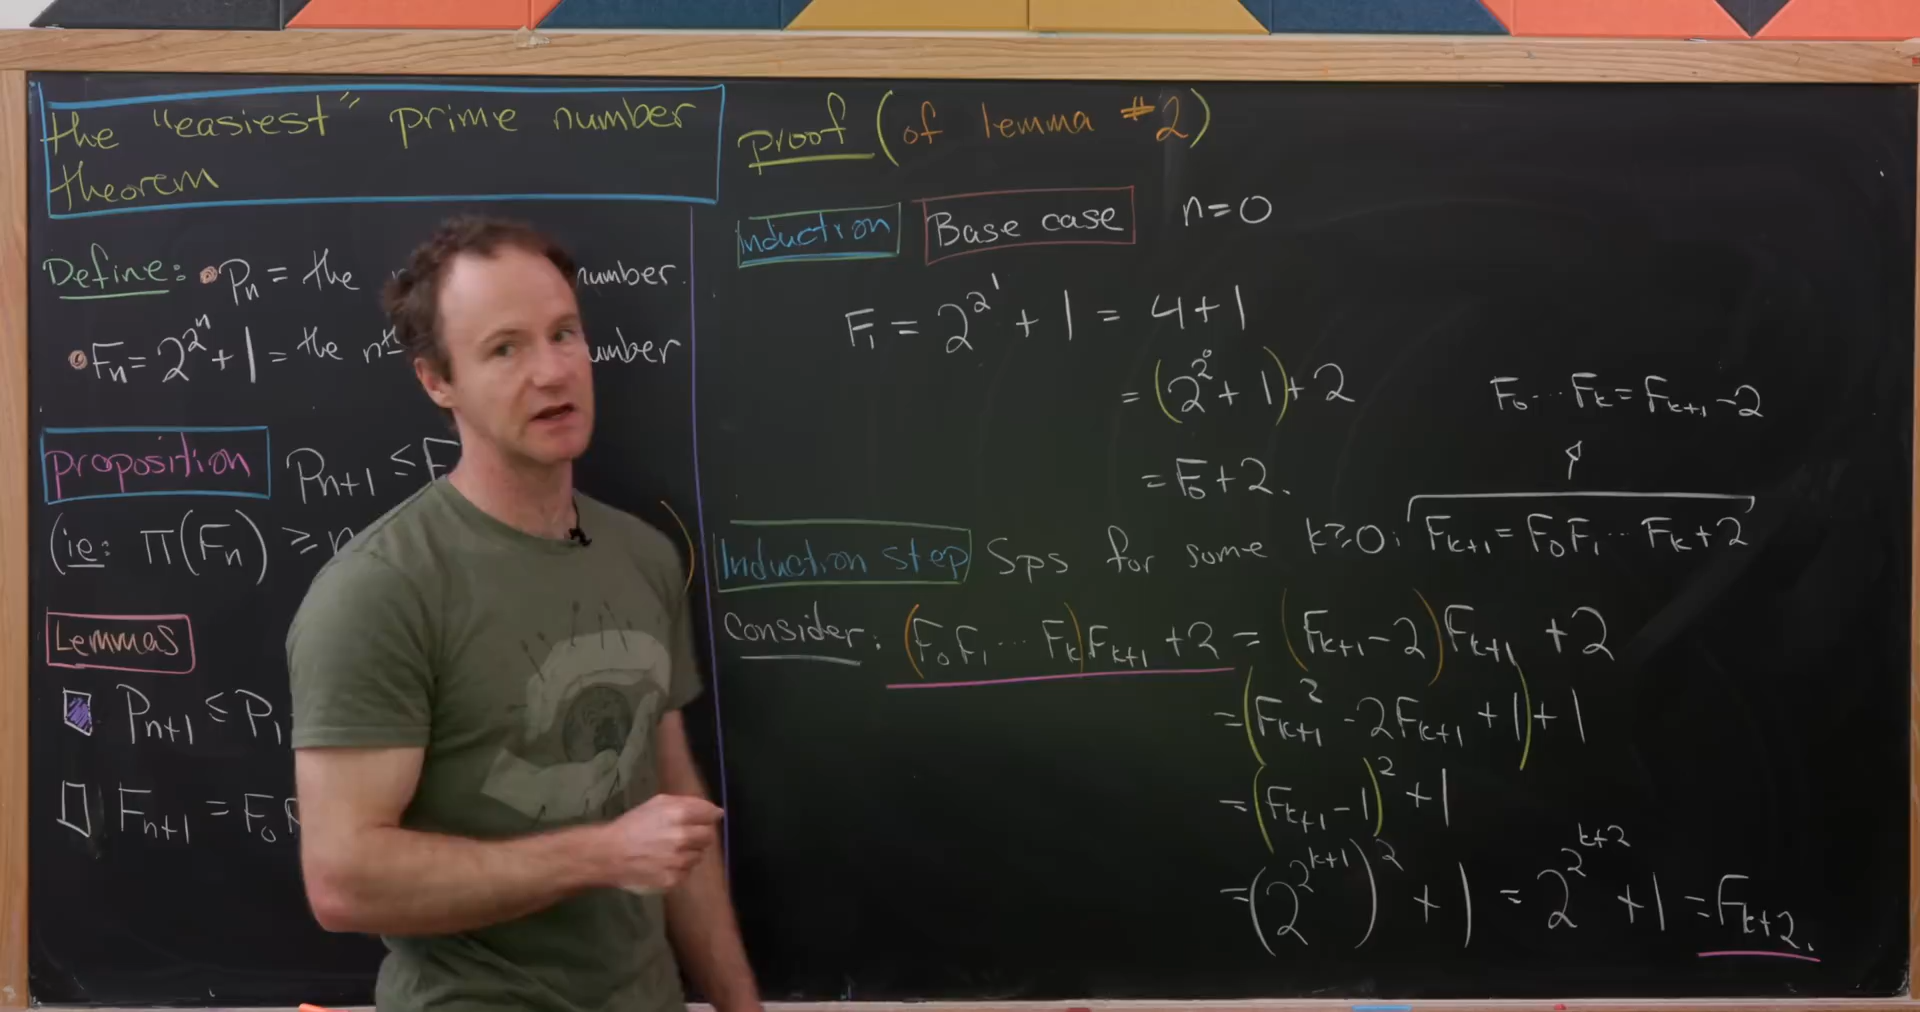 the "easiest" prime number
theorem
Define: • Pₙ = the number.
• Fₙ = 2^{2^n} + 1 = the nth umber
proposition Pₙ₊₁ ≤ F
(ie: π(Fₙ) ≥ n )
Lemmas
Pₙ₊₁ ≤ P₁
Fₙ₊₁ = F₀
proof (of lemma #2)
Induction Base case n=0
F₁ = 2^{2^1} + 1 = 4+1
= (2^{2^0} + 1) + 2
= F₀ + 2.
F₀ ··· Fₖ = Fₖ₊₁ - 2
Induction step Sps for some k≥0: Fₖ₊₁ = F₀F₁ ··· Fₖ + 2
Consider: (F₀F₁ ··· Fₖ)Fₖ₊₁ + 2 = (Fₖ₊₁ - 2)Fₖ₊₁ + 2
= (Fₖ₊₁² - 2Fₖ₊₁ + 1) + 1
= (Fₖ₊₁ - 1)² + 1
= (2^{2^{k+1}})² + 1 = 2^{2^{k+2}} + 1 = Fₖ₊₂.